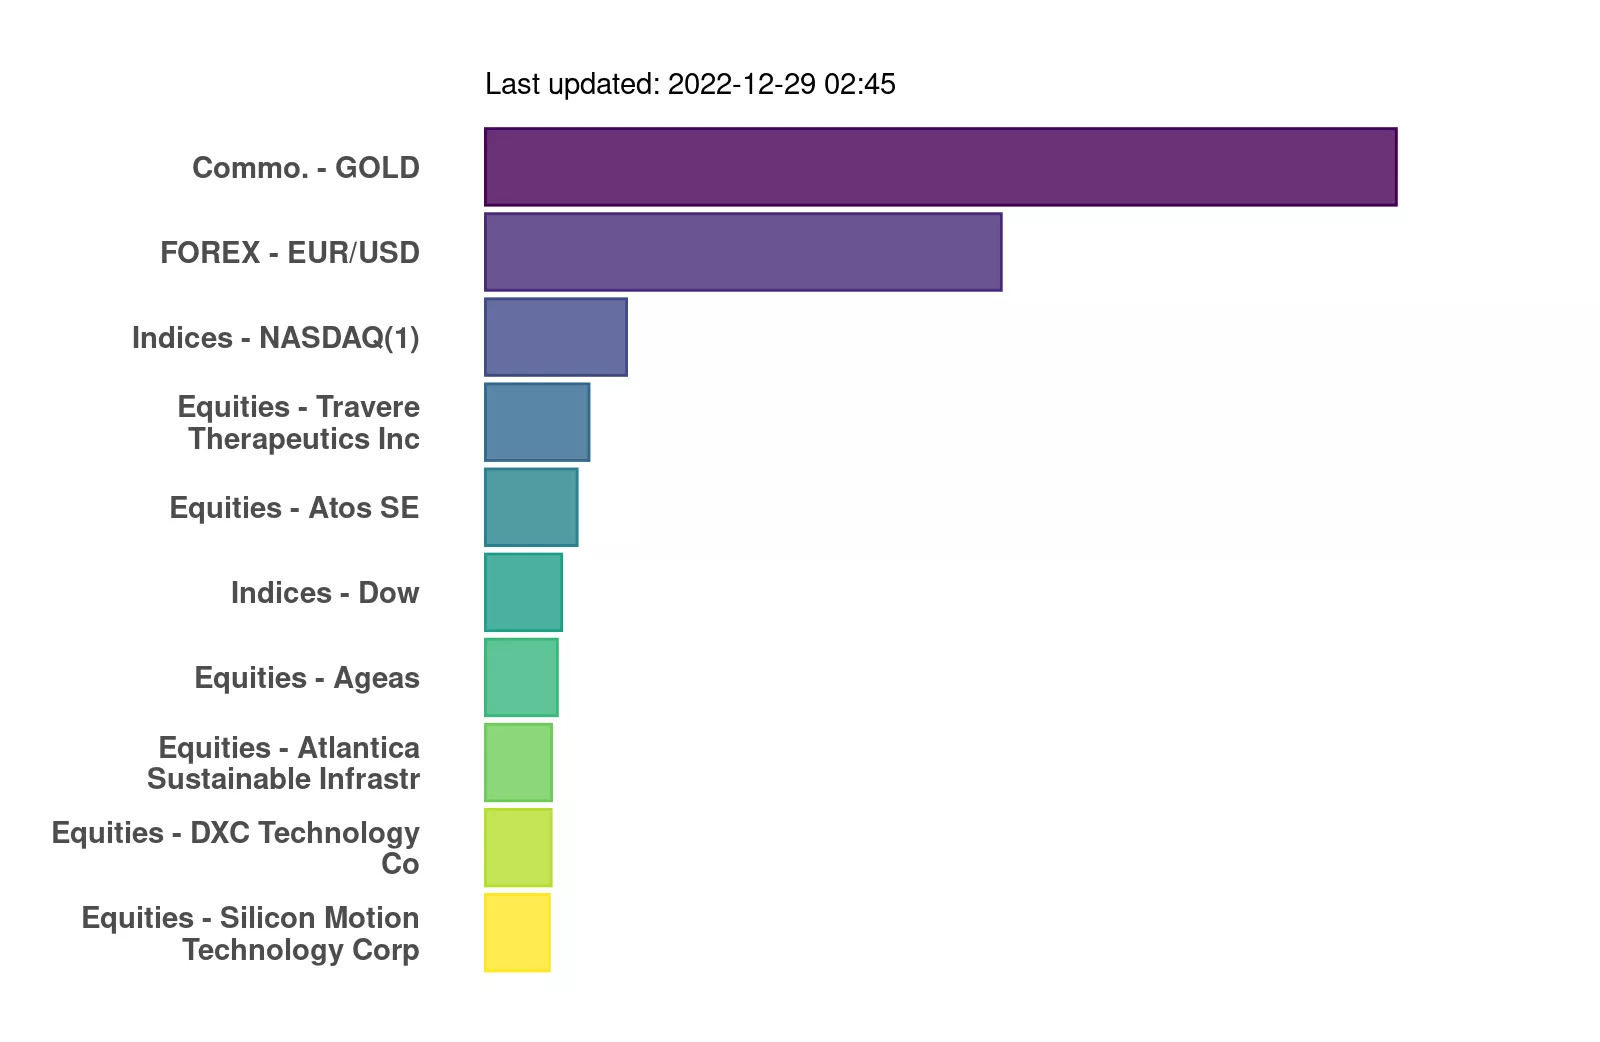 Last updated: 2022-12-29 02:45
Commo. - GOLD
FOREX - EUR/USD
Indices - NASDAQ(1)
Equities - Travere
Therapeutics Inc
Equities - Atos SE
Indices - Dow
Equities - Ageas
Equities - Atlantica
Sustainable Infrastr
Equities - DXC Technology
Co
Equities - Silicon Motion
Technology Corp